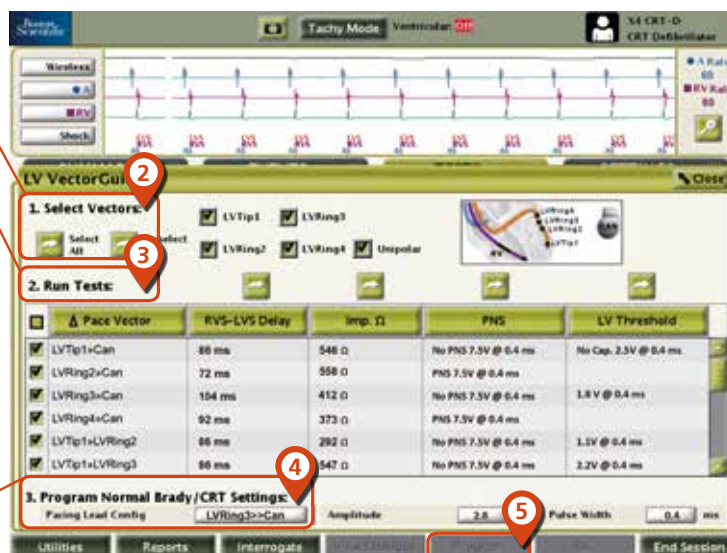 Boston Scientific
Tachy Mode Ventricular: Off
X4 CRT-D
CRT Defibrillator
Wireless
A
RV
Shock
A Rate
60
RV Rate
60
LV VectorGui
2
Close
1. Select Vectors:
LVTip1 LVRing3
LVRing2 LVRing4 Unipolar
Select All
LVRing4
LVRing3
LVRing2
LVTip1
RV
CAN
3
2. Run Tests:
Δ Pace Vector RVS-LVS Delay Imp. Ω PNS LV Threshold
LVTip1»Can 86 ms 546 Ω No PNS 7.5V @ 0.4 ms No Cap. 2.5V @ 0.4 ms
LVRing2»Can 72 ms 558 Ω PNS 7.5V @ 0.4 ms
LVRing3»Can 104 ms 412 Ω No PNS 7.5V @ 0.4 ms 1.8 V @ 0.4 ms
LVRing4»Can 92 ms 373 Ω PNS 7.5V @ 0.4 ms
LVTip1»LVRing2 86 ms 292 Ω No PNS 7.5V @ 0.4 ms 1.1V @ 0.4 ms
LVTip1»LVRing3 86 ms 547 Ω No PNS 7.5V @ 0.4 ms 2.2V @ 0.4 ms
4
3. Program Normal Brady/CRT Settings:
5
Pacing Lead Config LVRing3>>Can Amplitude 2.8 Pulse Width 0.4 ms
Utilities Reports Interrogate View Changes Program End Session